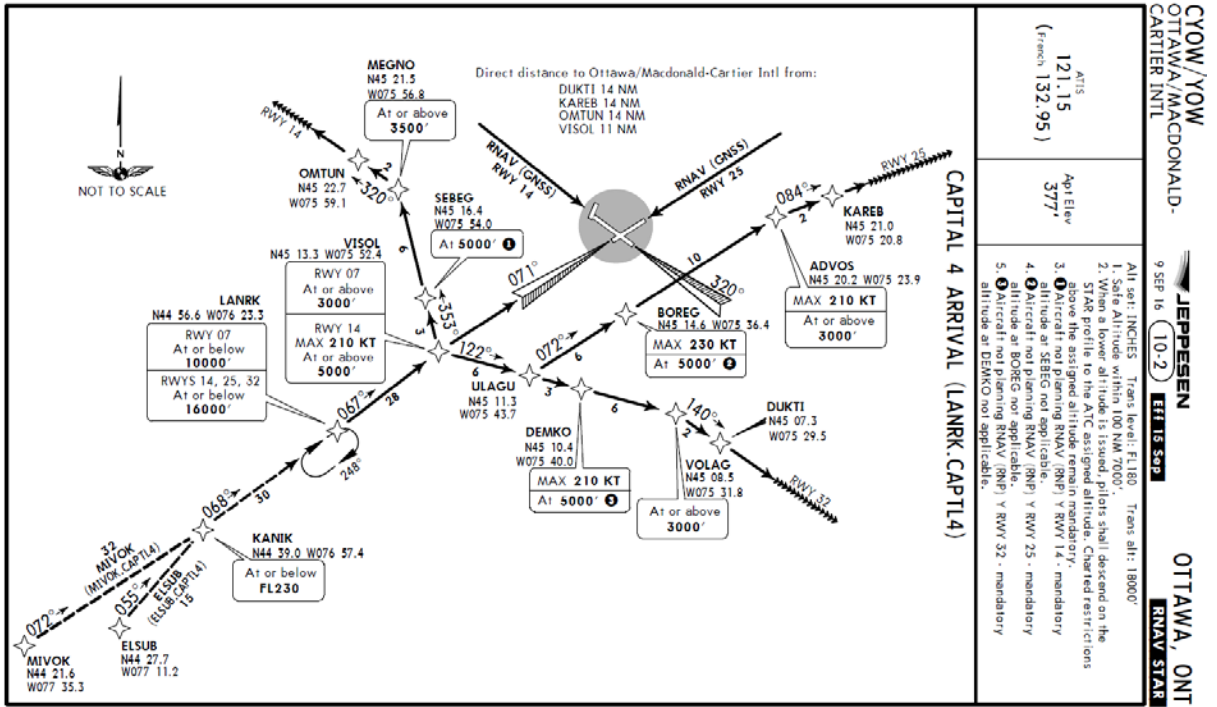 CYOW/YOW
OTTAWA/MACDONALD-
CARTIER INTL
JEPPESEN
9 SEP 16
10-2
Eff 15 Sep
OTTAWA, ONT
RNAV STAR
ATIS
121.15
(French 132.95)
Apt Elev
377'
Alt set: INCHES Trans level: FL180 Trans alt: 18000'
1. Safe Altitude within 100 NM 7000'.
2. When a lower altitude is issued, pilots shall descend on the
STAR profile to the ATC assigned altitude. Charted restrictions
above the assigned altitude remain mandatory.
3. ❶ Aircraft not planning RNAV (RNP) Y RWY 14 - mandatory
altitude at SEBEG not applicable.
4. ❷ Aircraft not planning RNAV (RNP) Y RWY 25 - mandatory
altitude at BOREG not applicable.
5. ❸ Aircraft not planning RNAV (RNP) Y RWY 32 - mandatory
altitude at DEMKO not applicable.
CAPITAL 4 ARRIVAL (LANRK.CAPTL4)
Direct distance to Ottawa/Macdonald-Cartier Intl from:
DUKTI 14 NM
KAREB 14 NM
OMTUN 14 NM
VISOL 11 NM
N
NOT TO SCALE
MEGNO
N45 21.5
W075 56.8
At or above
3500'
RWY 14
2
320°
OMTUN
N45 22.7
W075 59.1
6
SEBEG
N45 16.4
W075 54.0
At 5000' ❶
353°
3
VISOL
N45 13.3 W075 52.4
RWY 07
At or above
3000'
RWY 14
MAX 210 KT
At or above
5000'
LANRK
N44 56.6 W076 23.3
RWY 07
At or below
10000'
RWYS 14, 25, 32
At or below
16000'
RNAV (GNSS)
RWY 14
RNAV (GNSS)
RWY 25
071°
320°
RWY 25
084°
2
KAREB
N45 21.0
W075 20.8
ADVOS
N45 20.2 W075 23.9
MAX 210 KT
At or above
3000'
10
BOREG
N45 14.6 W075 36.4
MAX 230 KT
At 5000' ❷
072°
6
122°
6
ULAGU
N45 11.3
W075 43.7
3
6
DEMKO
N45 10.4
W075 40.0
MAX 210 KT
At 5000' ❸
140°
2
VOLAG
N45 08.5
W075 31.8
At or above
3000'
DUKTI
N45 07.3
W075 29.5
RWY 32
067°
28
248°
30
068°
KANIK
N44 39.0 W076 57.4
At or below
FL230
32
MIVOK
(MIVOK.CAPTL4)
ELSUB
(ELSUB.CAPTL4)
15
072°
055°
MIVOK
N44 21.6
W077 35.3
ELSUB
N44 27.7
W077 11.2